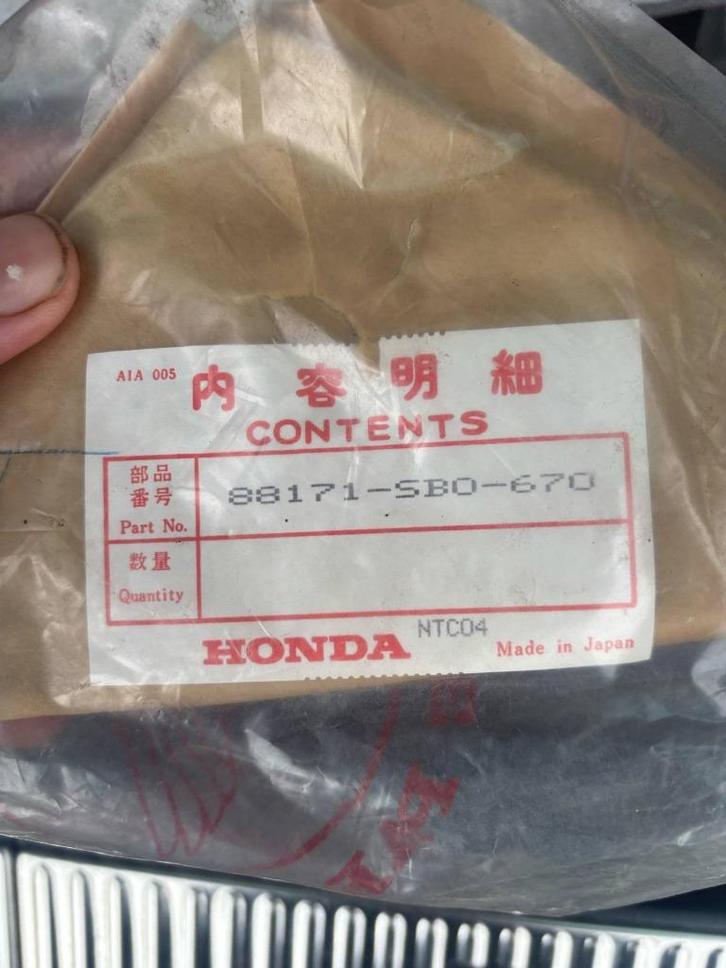 AIA 005
内容明細
CONTENTS
部品
番号
Part No.
88171-SB0-670
数量
Quantity
HONDA
NTC04
Made in Japan